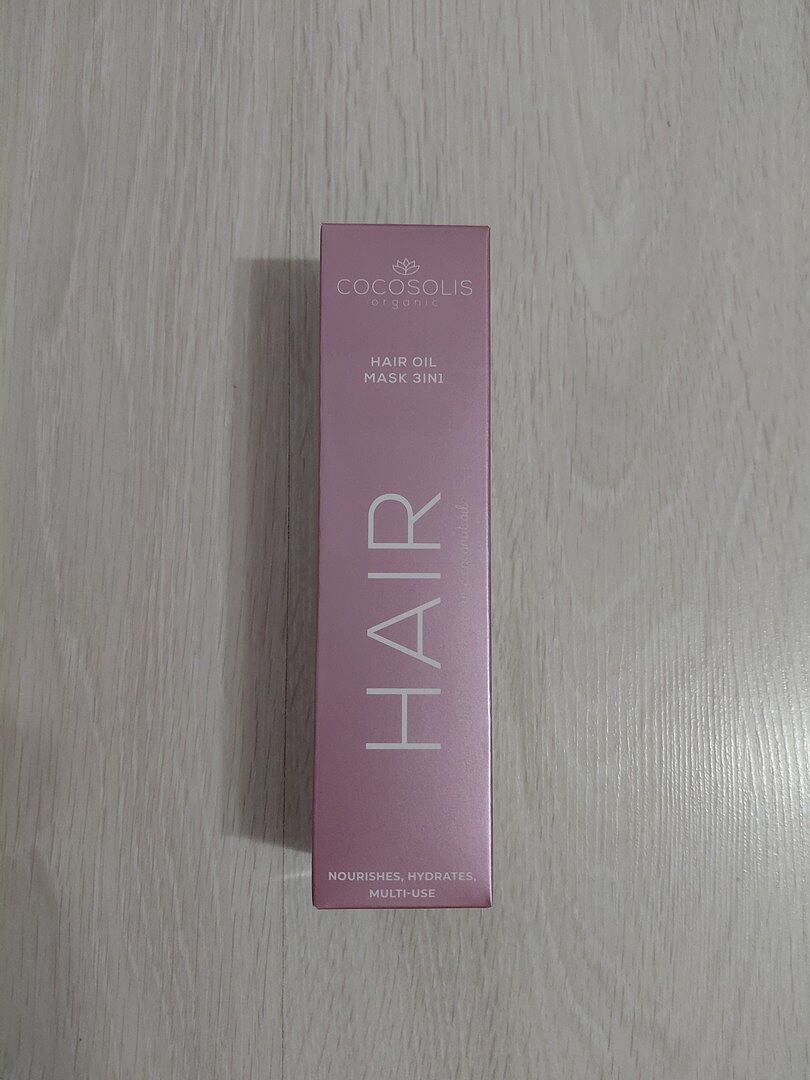 COCOSOLIS
organic
HAIR OIL
MASK 3IN1
HAIR
NOURISHES, HYDRATES,
MULTI-USE